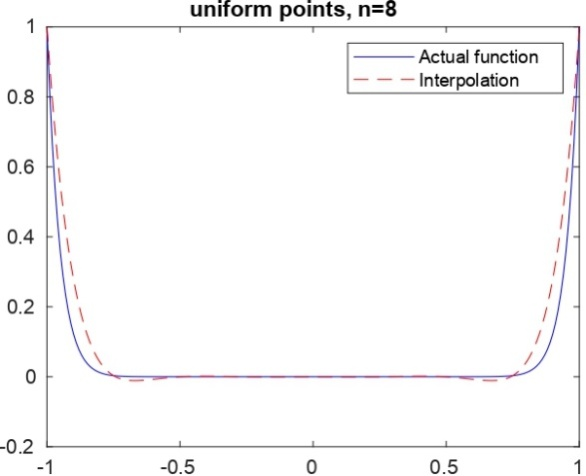 uniform points, n=8
1
Actual function
Interpolation
0.8
0.6
0.4
0.2
0
-0.2
-1 -0.5 0 0.5 1